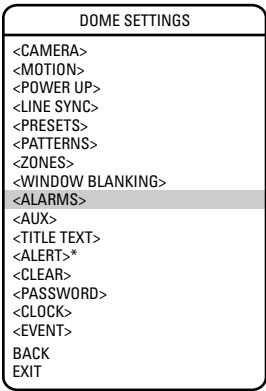 DOME SETTINGS
<CAMERA>
<MOTION>
<POWER UP>
<LINE SYNC>
<PRESETS>
<PATTERNS>
<ZONES>
<WINDOW BLANKING>
<ALARMS>
<AUX>
<TITLE TEXT>
<ALERT>*
<CLEAR>
<PASSWORD>
<CLOCK>
<EVENT>
BACK
EXIT